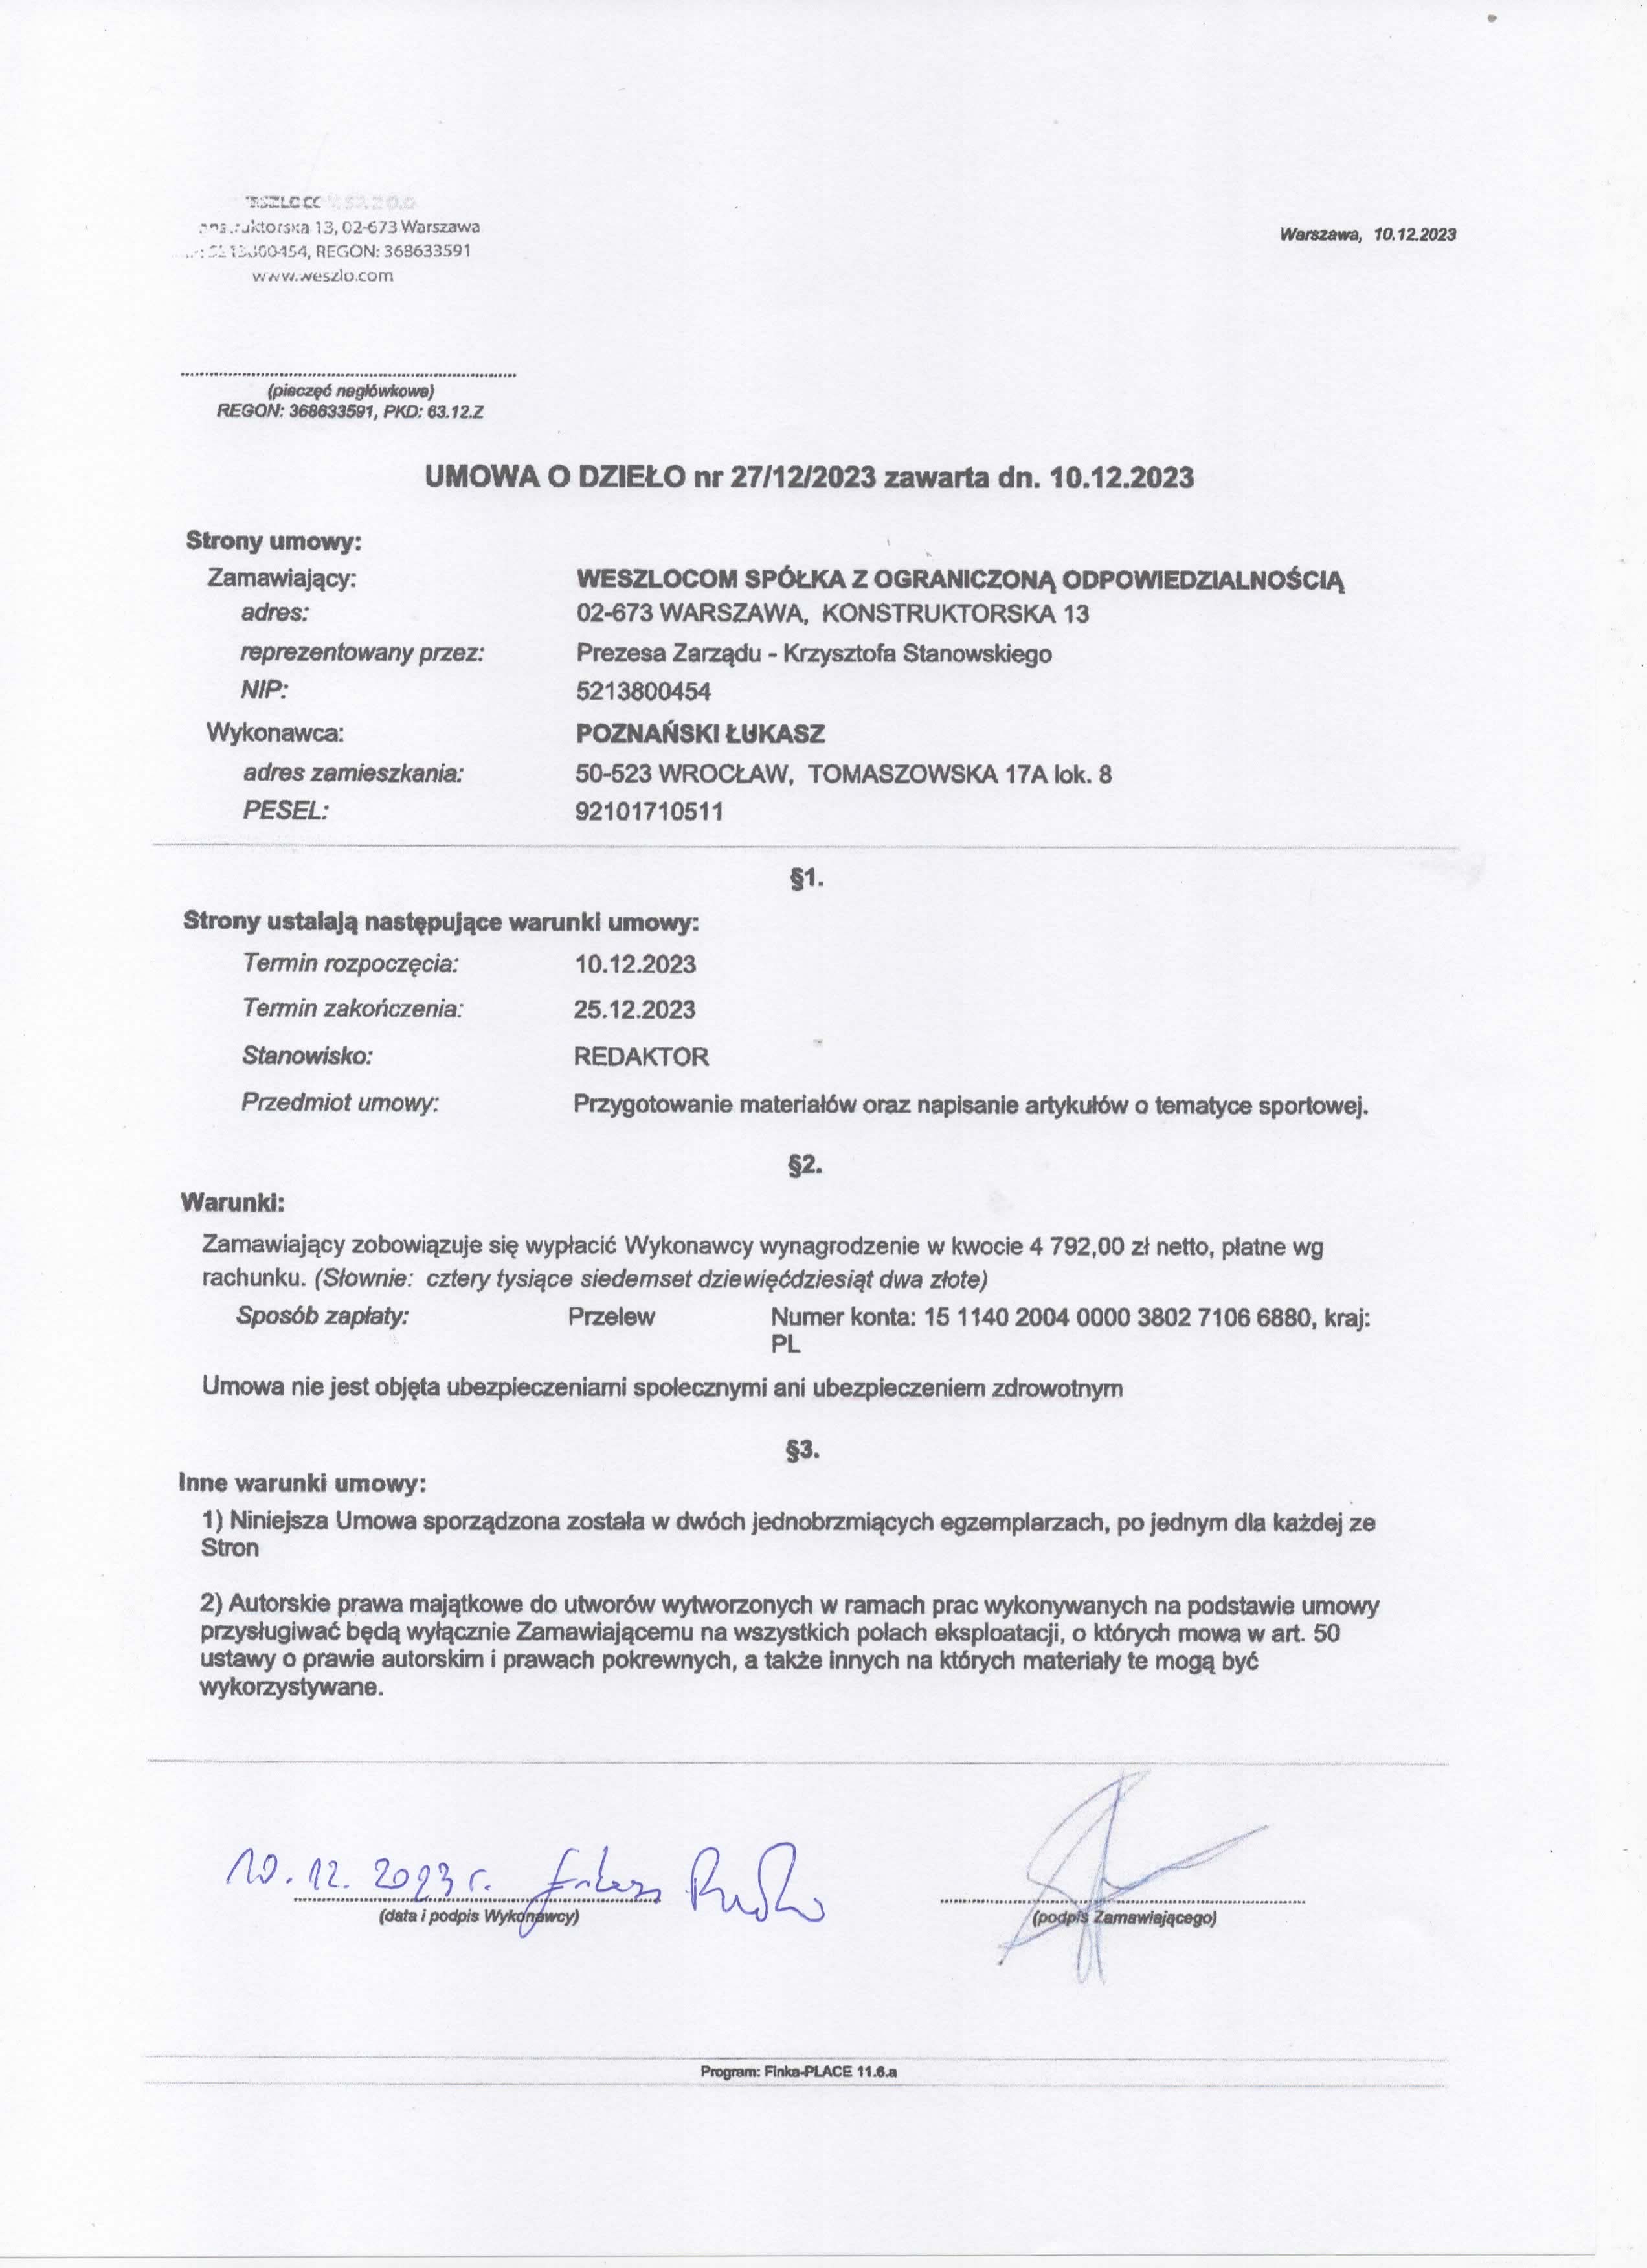 Konstruktorska 13, 02-673 Warszawa
REGON: 368633591
www.weszlo.com
Warszawa, 10.12.2023
(pieczęć nagłówkowa)
REGON: 368633591, PKD: 63.12.Z
UMOWA O DZIEŁO nr 27/12/2023 zawarta dn. 10.12.2023
Strony umowy:
Zamawiający: WESZLOCOM SPÓŁKA Z OGRANICZONĄ ODPOWIEDZIALNOŚCIĄ
adres: 02-673 WARSZAWA, KONSTRUKTORSKA 13
reprezentowany przez: Prezesa Zarządu - Krzysztofa Stanowskiego
NIP: 5213800454
Wykonawca: POZNAŃSKI ŁUKASZ
adres zamieszkania: 50-523 WROCŁAW, TOMASZOWSKA 17A lok. 8
PESEL: 92101710511
§1.
Strony ustalają następujące warunki umowy:
Termin rozpoczęcia: 10.12.2023
Termin zakończenia: 25.12.2023
Stanowisko: REDAKTOR
Przedmiot umowy: Przygotowanie materiałów oraz napisanie artykułów o tematyce sportowej.
§2.
Warunki:
Zamawiający zobowiązuje się wypłacić Wykonawcy wynagrodzenie w kwocie 4 792,00 zł netto, płatne wg
rachunku. (Słownie: cztery tysiące siedemset dziewięćdziesiąt dwa złote)
Sposób zapłaty: Przelew Numer konta: 15 1140 2004 0000 3802 7106 6880, kraj:
PL
Umowa nie jest objęta ubezpieczeniami społecznymi ani ubezpieczeniem zdrowotnym
§3.
Inne warunki umowy:
1) Niniejsza Umowa sporządzona została w dwóch jednobrzmiących egzemplarzach, po jednym dla każdej ze
Stron
2) Autorskie prawa majątkowe do utworów wytworzonych w ramach prac wykonywanych na podstawie umowy
przysługiwać będą wyłącznie Zamawiającemu na wszystkich polach eksploatacji, o których mowa w art. 50
ustawy o prawie autorskim i prawach pokrewnych, a także innych na których materiały te mogą być
wykorzystywane.
10.12.2023 r.
(data i podpis Wykonawcy) (podpis Zamawiającego)
Program: Finka-PLACE 11.6.a